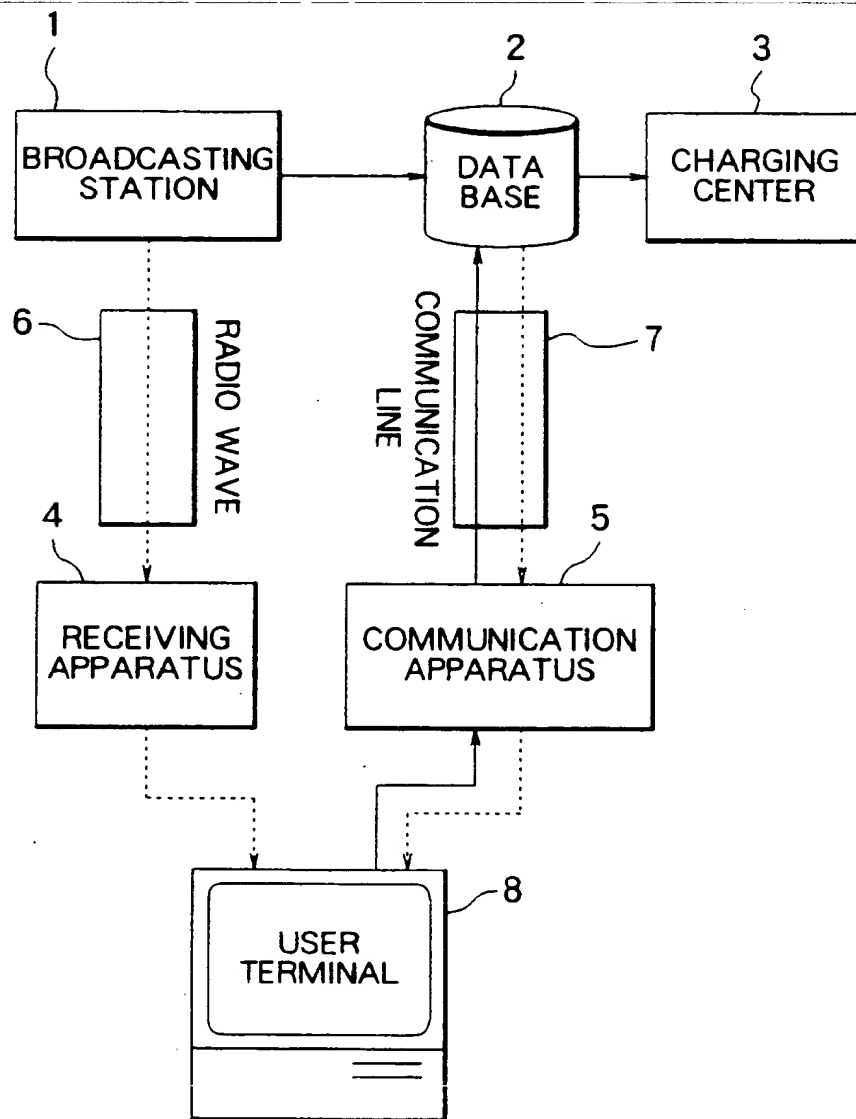 1
2
3
BROADCASTING
STATION
DATA
BASE
CHARGING
CENTER
6
RADIO WAVE
COMMUNICATION
LINE
7
4
5
RECEIVING
APPARATUS
COMMUNICATION
APPARATUS
8
USER
TERMINAL